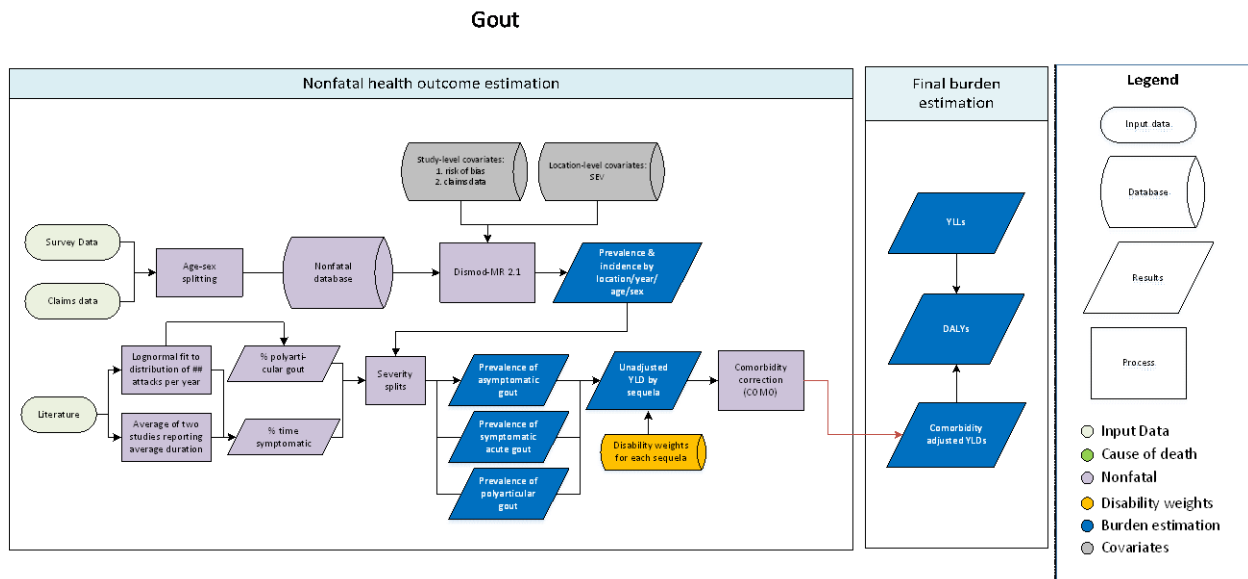 Gout
Nonfatal health outcome estimation
Study-level covariates:
1. risk of bias
2. claims data
Location-level covariates:
SEV
Survey Data
Claims data
Age-sex
splitting
Nonfatal
database
Dismod-MR 2.1
Prevalence &
incidence by
location/year/
age/sex
Literature
Lognormal fit to
distribution of ##
attacks per year
Average of two
studies reporting
average duration
% polyarti-
cular gout
% time
symptomatic
Severity
splits
Prevalence of
asymptomatic
gout
Prevalence of
symptomatic
acute gout
Prevalence of
polyarticular
gout
Unadjusted
YLD by
sequela
Disability weights
for each sequela
Comorbidity
correction
(COMO)
Final burden
estimation
YLLs
DALYs
Comorbidity
adjusted YLDs
Legend
Input data
Database
Results
Process
Input Data
Cause of death
Nonfatal
Disability weights
Burden estimation
Covariates